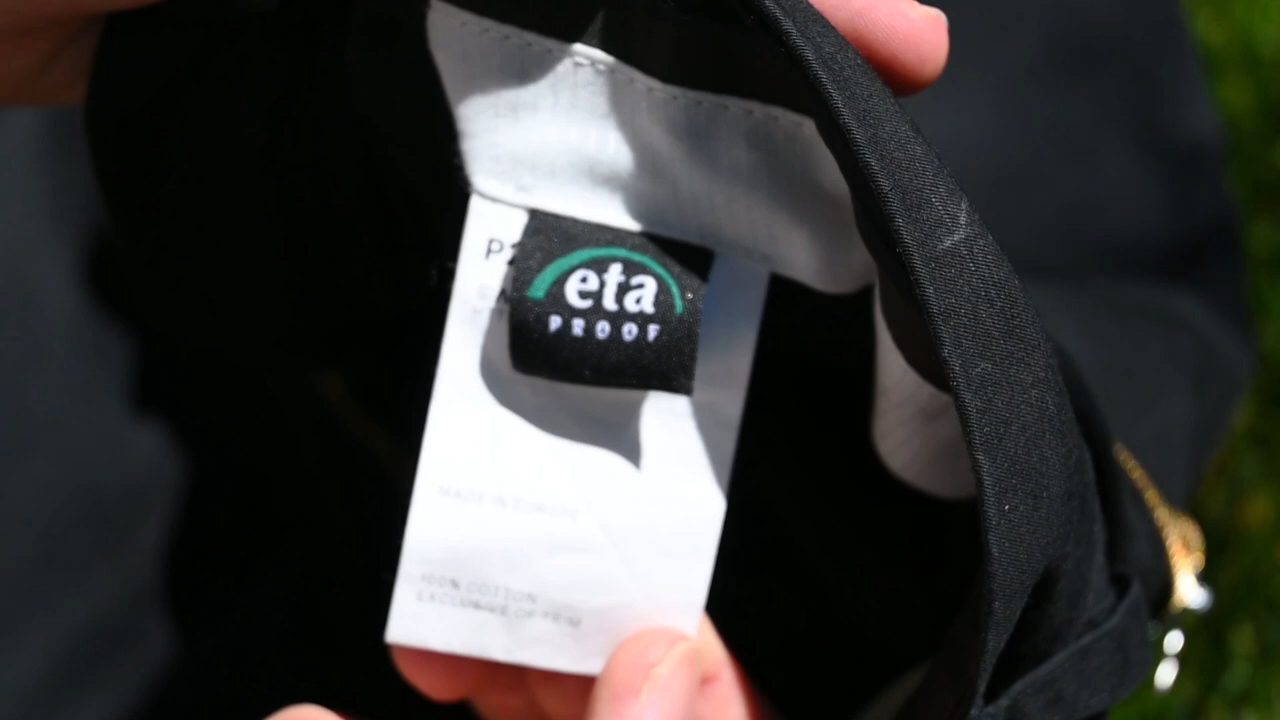 eta
PROOF
MADE IN EUROPE
100% COTTON
EXCLUSIVE OF TRIM